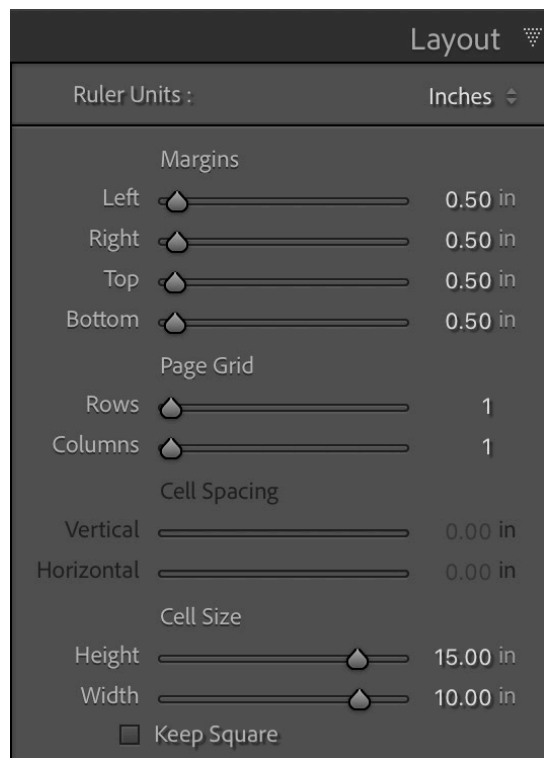 Layout
Ruler Units : Inches
Margins
Left 0.50 in
Right 0.50 in
Top 0.50 in
Bottom 0.50 in
Page Grid
Rows 1
Columns 1
Cell Spacing
Vertical 0.00 in
Horizontal 0.00 in
Cell Size
Height 15.00 in
Width 10.00 in
Keep Square